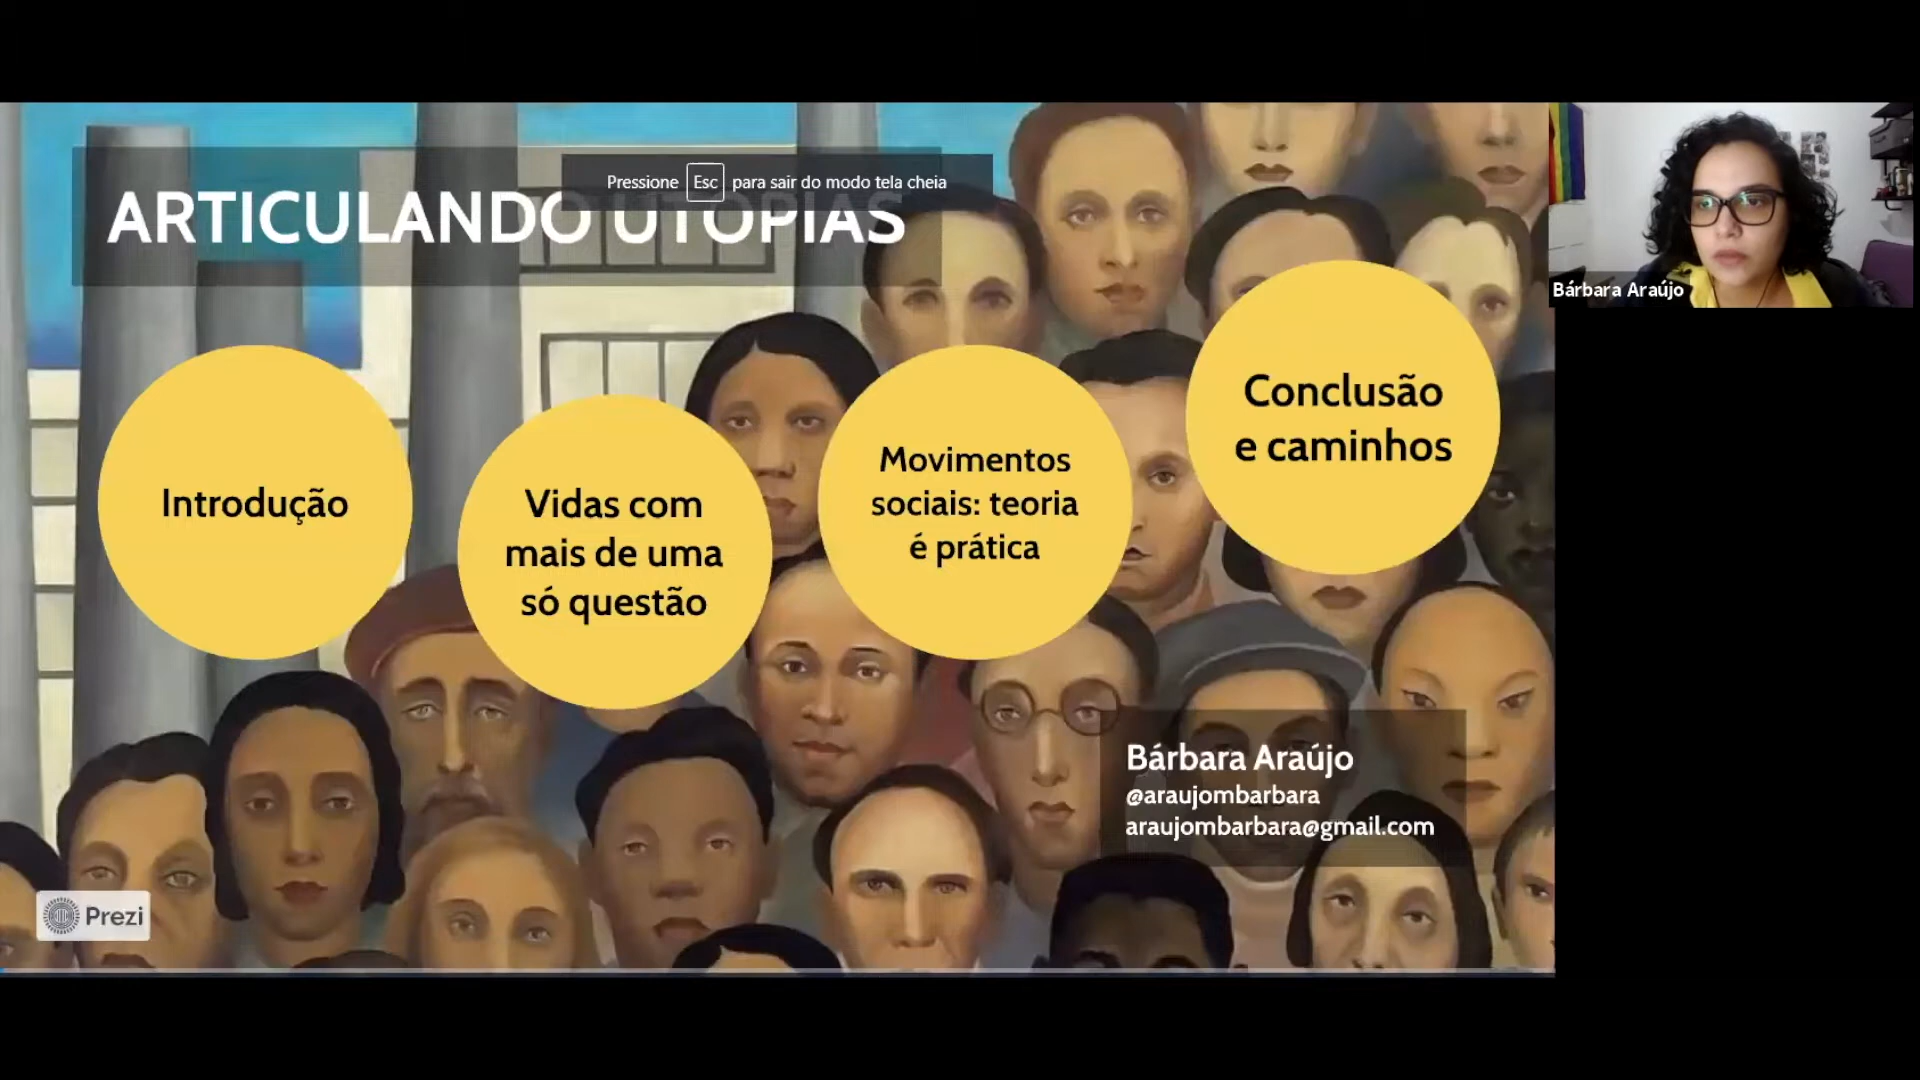 Pressione Esc para sair do modo tela cheia
ARTICULANDO UTOPIAS
Introdução
Vidas com
mais de uma
só questão
Movimentos
sociais: teoria
é prática
Conclusão
e caminhos
Bárbara Araújo
@araujombarbara
araujombarbara@gmail.com
Prezi
Bárbara Araújo